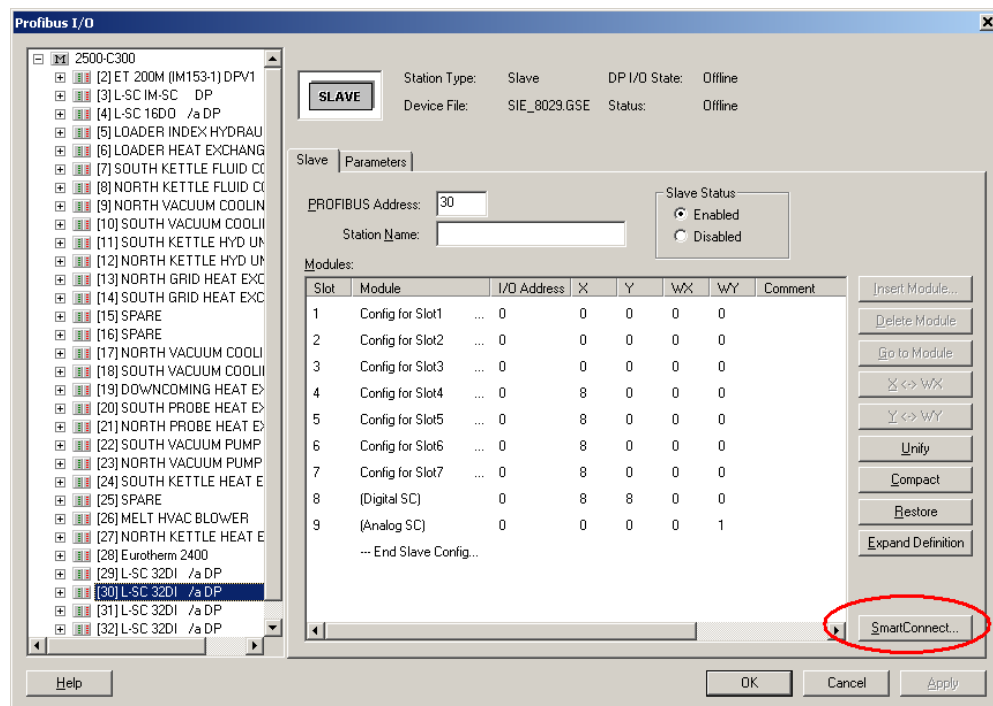 Profibus I/O
2500-C300
[2] ET 200M (IM153-1) DPV1
[3] L-SC IM-SC DP
[4] L-SC 16DO /a DP
[5] LOADER INDEX HYDRAU
[6] LOADER HEAT EXCHANG
[7] SOUTH KETTLE FLUID CO
[8] NORTH KETTLE FLUID CO
[9] NORTH VACUUM COOLIN
[10] SOUTH VACUUM COOLII
[11] SOUTH KETTLE HYD UN
[12] NORTH KETTLE HYD UN
[13] NORTH GRID HEAT EXC
[14] SOUTH GRID HEAT EXC
[15] SPARE
[16] SPARE
[17] NORTH VACUUM COOLI
[18] SOUTH VACUUM COOLII
[19] DOWNCOMING HEAT EX
[20] SOUTH PROBE HEAT EX
[21] NORTH PROBE HEAT EX
[22] SOUTH VACUUM PUMP
[23] NORTH VACUUM PUMP
[24] SOUTH KETTLE HEAT E
[25] SPARE
[26] MELT HVAC BLOWER
[27] NORTH KETTLE HEAT E
[28] Eurotherm 2400
[29] L-SC 32DI /a DP
[30] L-SC 32DI /a DP
[31] L-SC 32DI /a DP
[32] L-SC 32DI /a DP
SLAVE
Station Type: Slave DP I/O State: Offline
Device File: SIE_8029.GSE Status: Offline
Slave Parameters
PROFIBUS Address: 30
Station Name:
Slave Status
Enabled
Disabled
Modules:
Slot Module I/O Address X Y WX WY Comment
1 Config for Slot1 ... 0 0 0 0 0
2 Config for Slot2 ... 0 0 0 0 0
3 Config for Slot3 ... 0 0 0 0 0
4 Config for Slot4 ... 0 8 0 0 0
5 Config for Slot5 ... 0 8 0 0 0
6 Config for Slot6 ... 0 8 0 0 0
7 Config for Slot7 ... 0 8 0 0 0
8 (Digital SC) 0 8 8 0 0
9 (Analog SC) 0 0 0 0 1
--- End Slave Config...
Insert Module...
Delete Module
Go to Module
X <-> WX
Y <-> WY
Unify
Compact
Restore
Expand Definition
SmartConnect...
Help
OK
Cancel
Apply